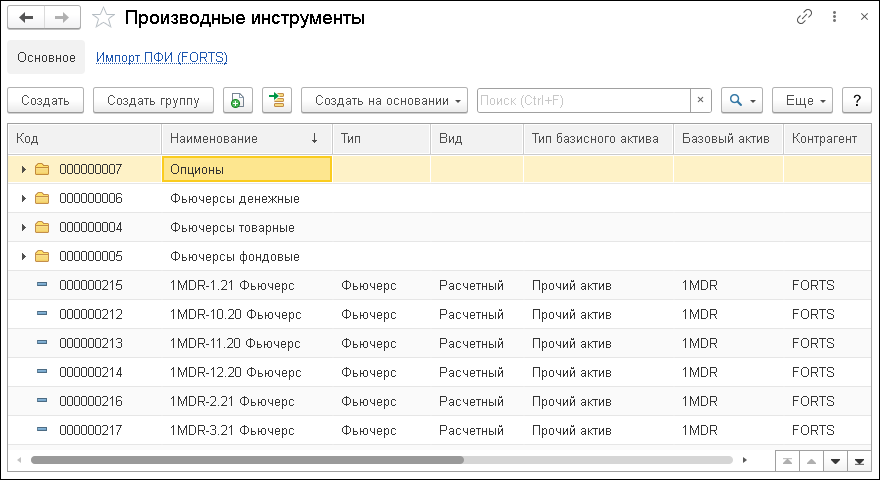 Производные инструменты
Основное Импорт ПФИ (FORTS)
Создать Создать группу Создать на основании Поиск (Ctrl+F) × Еще ?
Код Наименование ↓ Тип Вид Тип базисного актива Базовый актив Контрагент
000000007 Опционы
000000006 Фьючерсы денежные
000000004 Фьючерсы товарные
000000005 Фьючерсы фондовые
000000215 1MDR-1.21 Фьючерс Фьючерс Расчетный Прочий актив 1MDR FORTS
000000212 1MDR-10.20 Фьючерс Фьючерс Расчетный Прочий актив 1MDR FORTS
000000213 1MDR-11.20 Фьючерс Фьючерс Расчетный Прочий актив 1MDR FORTS
000000214 1MDR-12.20 Фьючерс Фьючерс Расчетный Прочий актив 1MDR FORTS
000000216 1MDR-2.21 Фьючерс Фьючерс Расчетный Прочий актив 1MDR FORTS
000000217 1MDR-3.21 Фьючерс Фьючерс Расчетный Прочий актив 1MDR FORTS